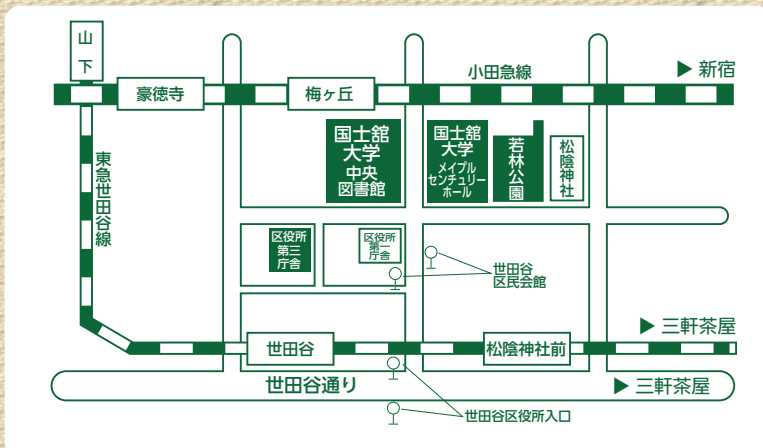 山下
小田急線
▶ 新宿
豪徳寺
梅ヶ丘
国士舘
大学
中央
図書館
国士舘
大学
メイプル
センチュリー
ホール
若林公園
松陰神社
東急世田谷線
区役所
第三
庁舎
区役所
第一
庁舎
世田谷
区民会館
▶ 三軒茶屋
世田谷
松陰神社前
世田谷通り
▶ 三軒茶屋
世田谷区役所入口